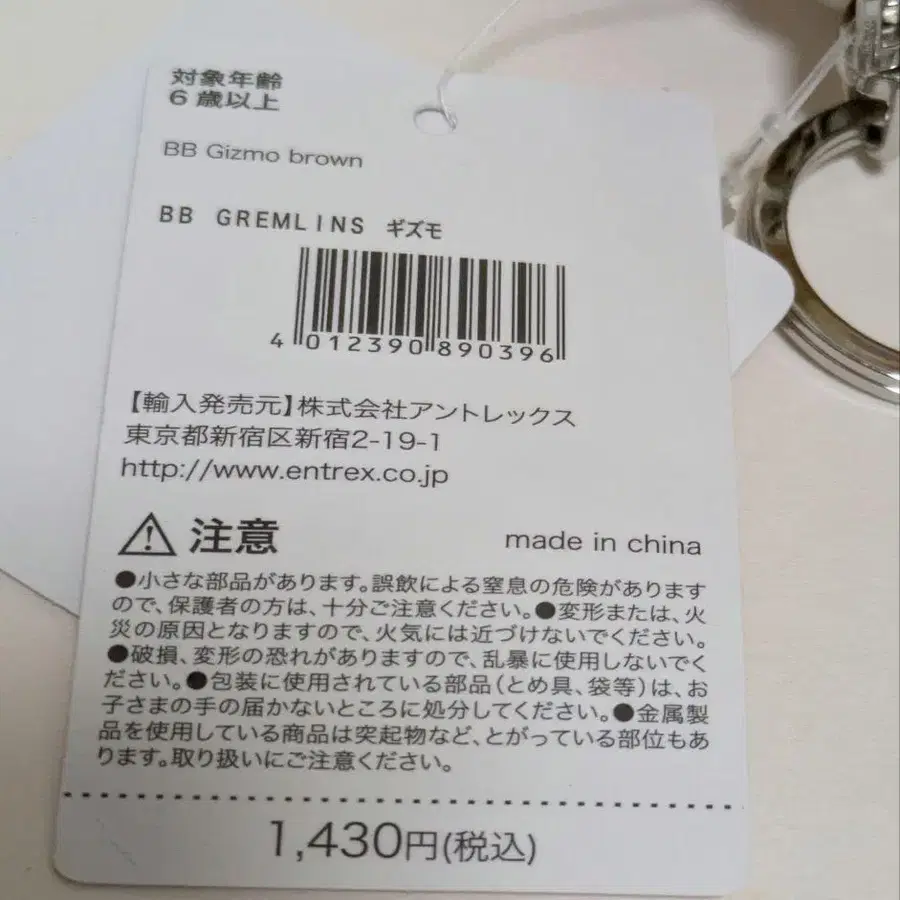 対象年齢
6 歳以上
BB Gizmo brown
BB GREMLINS ギズモ
4 012390 890396
【輸入発売元】株式会社アントレックス
東京都新宿区新宿2-19-1
http://www.entrex.co.jp
注意
made in china
●小さな部品があります。誤飲による窒息の危険があります
ので、保護者の方は、十分ご注意ください。●変形または、火
災の原因となりますので、火気には近づけないでください。
●破損、変形の恐れがありますので、乱暴に使用しないでく
ださい。●包装に使用されている部品(とめ具、袋等)は、お
子さまの手の届かないところに処分してください。●金属製
品を使用している商品は突起物など、とがっている部位もあ
ります。取り扱いにご注意ください。
1,430円(税込)